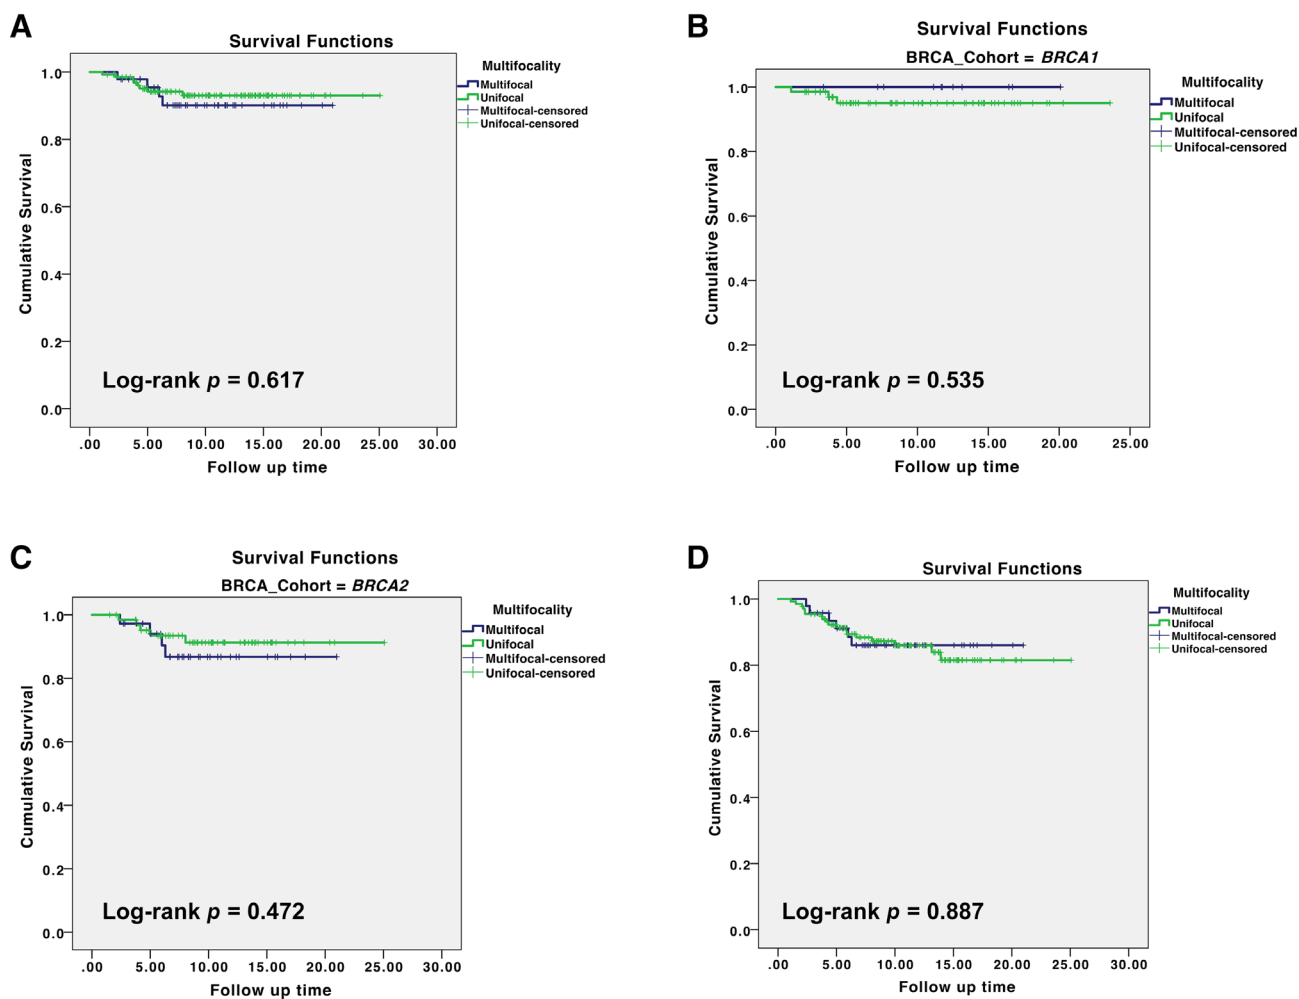 A
Survival Functions
Multifocality
Multifocal
Unifocal
Multifocal-censored
Unifocal-censored
Cumulative Survival
1.0
0.8
0.6
0.4
0.2
0.0
Log-rank p = 0.617
.00 5.00 10.00 15.00 20.00 25.00 30.00
Follow up time
B
Survival Functions
BRCA_Cohort = BRCA1
Multifocality
Multifocal
Unifocal
Multifocal-censored
Unifocal-censored
Cumulative Survival
1.0
0.8
0.6
0.4
0.2
0.0
Log-rank p = 0.535
.00 5.00 10.00 15.00 20.00 25.00
Follow up time
C
Survival Functions
BRCA_Cohort = BRCA2
Multifocality
Multifocal
Unifocal
Multifocal-censored
Unifocal-censored
Cumulative Survival
1.0
0.8
0.6
0.4
0.2
0.0
Log-rank p = 0.472
.00 5.00 10.00 15.00 20.00 25.00 30.00
Follow up time
D
Survival Functions
Multifocality
Multifocal
Unifocal
Multifocal-censored
Unifocal-censored
Cumulative Survival
1.0
0.8
0.6
0.4
0.2
0.0
Log-rank p = 0.887
.00 5.00 10.00 15.00 20.00 25.00 30.00
Follow up time